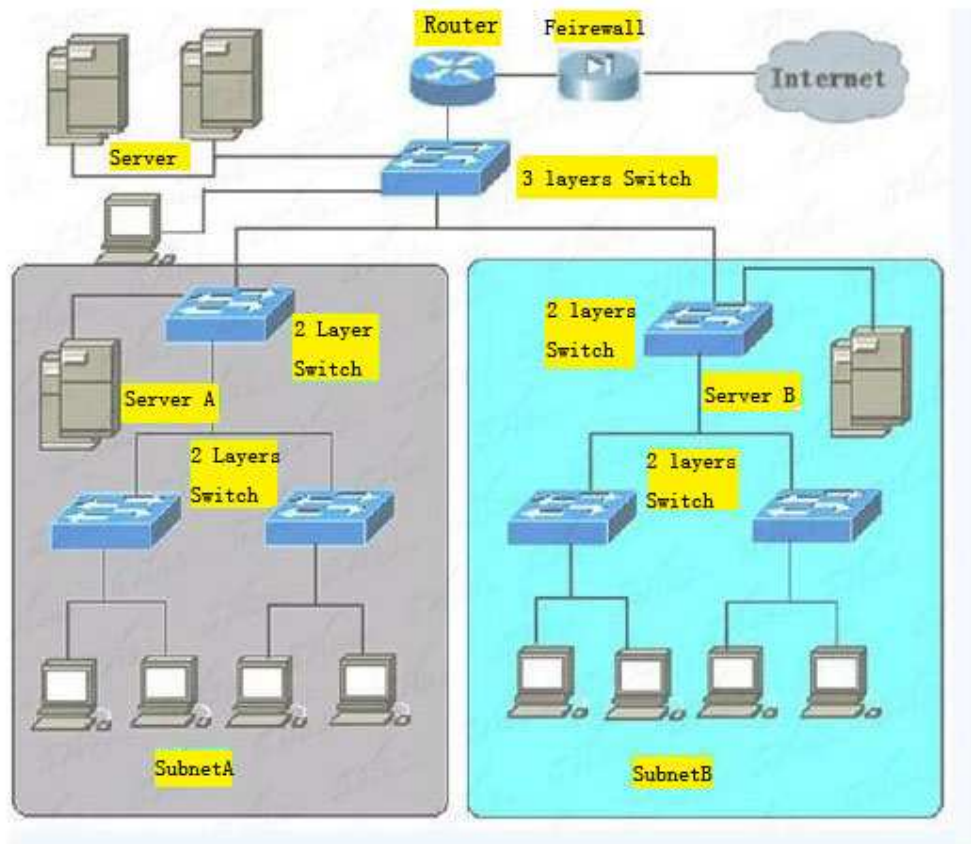 Router
Feirewall
Internet
Server
3 layers Switch
2 Layer
Switch
2 layers
Switch
Server A
Server B
2 Layers
Switch
2 layers
Switch
SubnetA
SubnetB